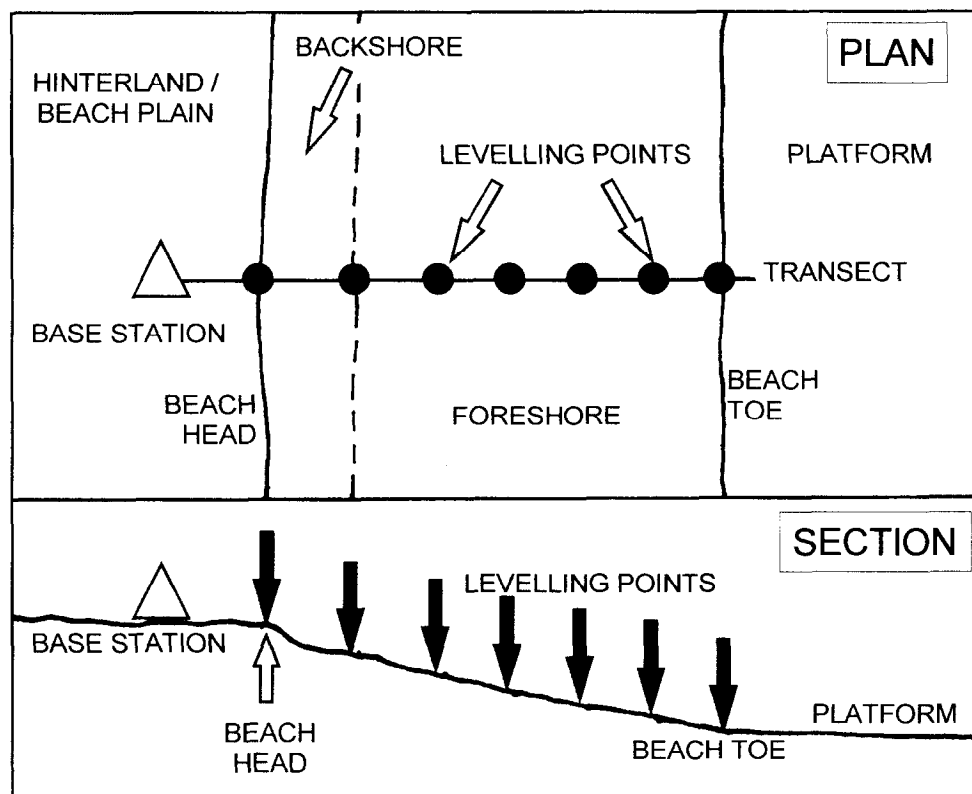 BACKSHORE
PLAN
HINTERLAND /
BEACH PLAIN
LEVELLING POINTS
PLATFORM
TRANSECT
BASE STATION
BEACH
HEAD
FORESHORE
BEACH
TOE
SECTION
LEVELLING POINTS
BASE STATION
BEACH
HEAD
PLATFORM
BEACH TOE